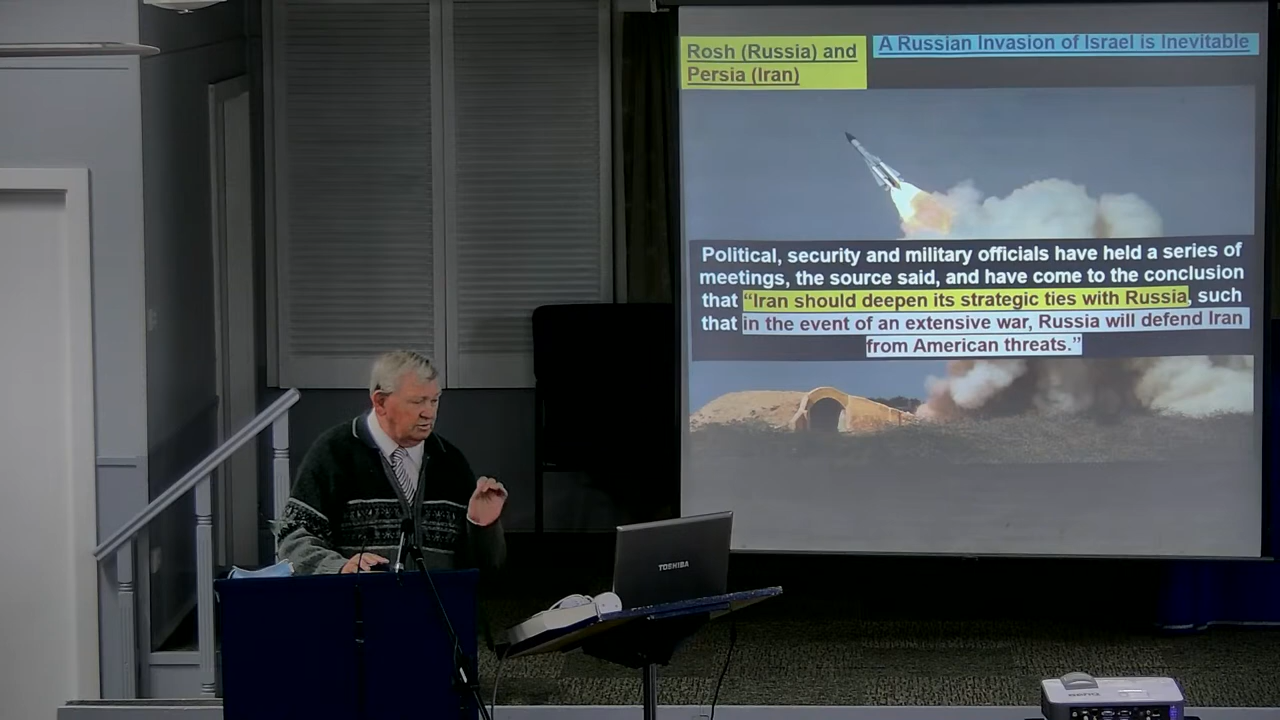 Rosh (Russia) and
Persia (Iran)
A Russian Invasion of Israel is Inevitable
Political, security and military officials have held a series of
meetings, the source said, and have come to the conclusion
that “Iran should deepen its strategic ties with Russia, such
that in the event of an extensive war, Russia will defend Iran
from American threats.”
TOSHIBA